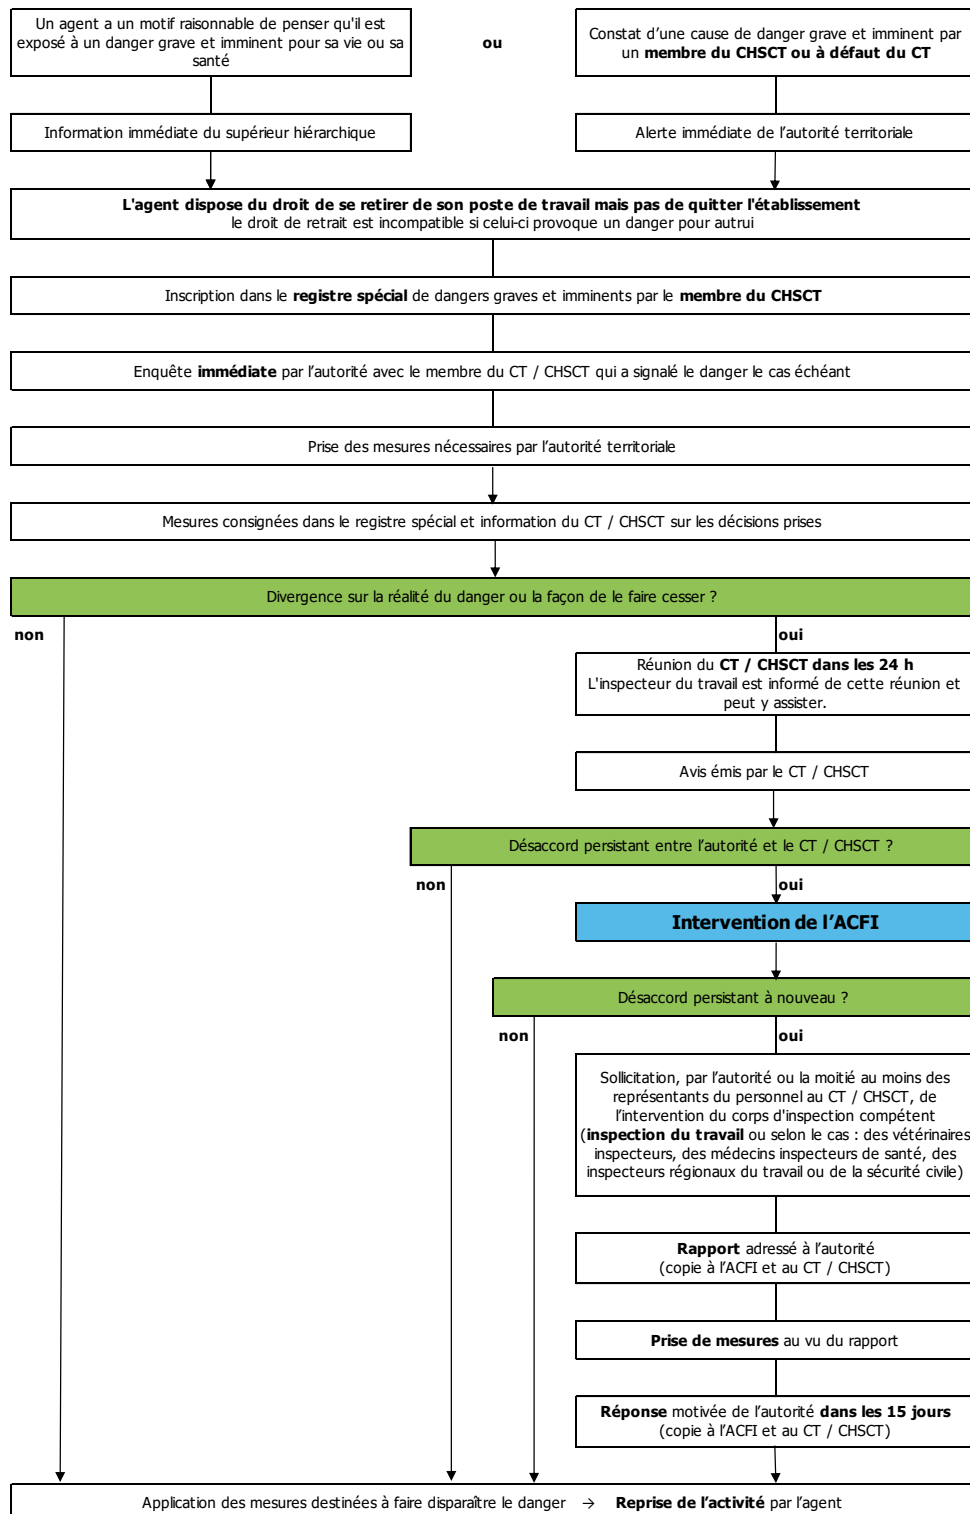 Un agent a un motif raisonnable de penser qu'il est
exposé à un danger grave et imminent pour sa vie ou sa
santé
ou
Constat d’une cause de danger grave et imminent par
un membre du CHSCT ou à défaut du CT
Information immédiate du supérieur hiérarchique
Alerte immédiate de l’autorité territoriale
L'agent dispose du droit de se retirer de son poste de travail mais pas de quitter l'établissement
le droit de retrait est incompatible si celui-ci provoque un danger pour autrui
Inscription dans le registre spécial de dangers graves et imminents par le membre du CHSCT
Enquête immédiate par l’autorité avec le membre du CT / CHSCT qui a signalé le danger le cas échéant
Prise des mesures nécessaires par l’autorité territoriale
Mesures consignées dans le registre spécial et information du CT / CHSCT sur les décisions prises
Divergence sur la réalité du danger ou la façon de le faire cesser ?
non
oui
Réunion du CT / CHSCT dans les 24 h
L'inspecteur du travail est informé de cette réunion et
peut y assister.
Avis émis par le CT / CHSCT
Désaccord persistant entre l’autorité et le CT / CHSCT ?
non
oui
Intervention de l’ACFI
Désaccord persistant à nouveau ?
non
oui
Sollicitation, par l’autorité ou la moitié au moins des
représentants du personnel au CT / CHSCT, de
l’intervention du corps d'inspection compétent
(inspection du travail ou selon le cas : des vétérinaires
inspecteurs, des médecins inspecteurs de santé, des
inspecteurs régionaux du travail ou de la sécurité civile)
Rapport adressé à l’autorité
(copie à l’ACFI et au CT / CHSCT)
Prise de mesures au vu du rapport
Réponse motivée de l’autorité dans les 15 jours
(copie à l’ACFI et au CT / CHSCT)
Application des mesures destinées à faire disparaître le danger → Reprise de l’activité par l’agent